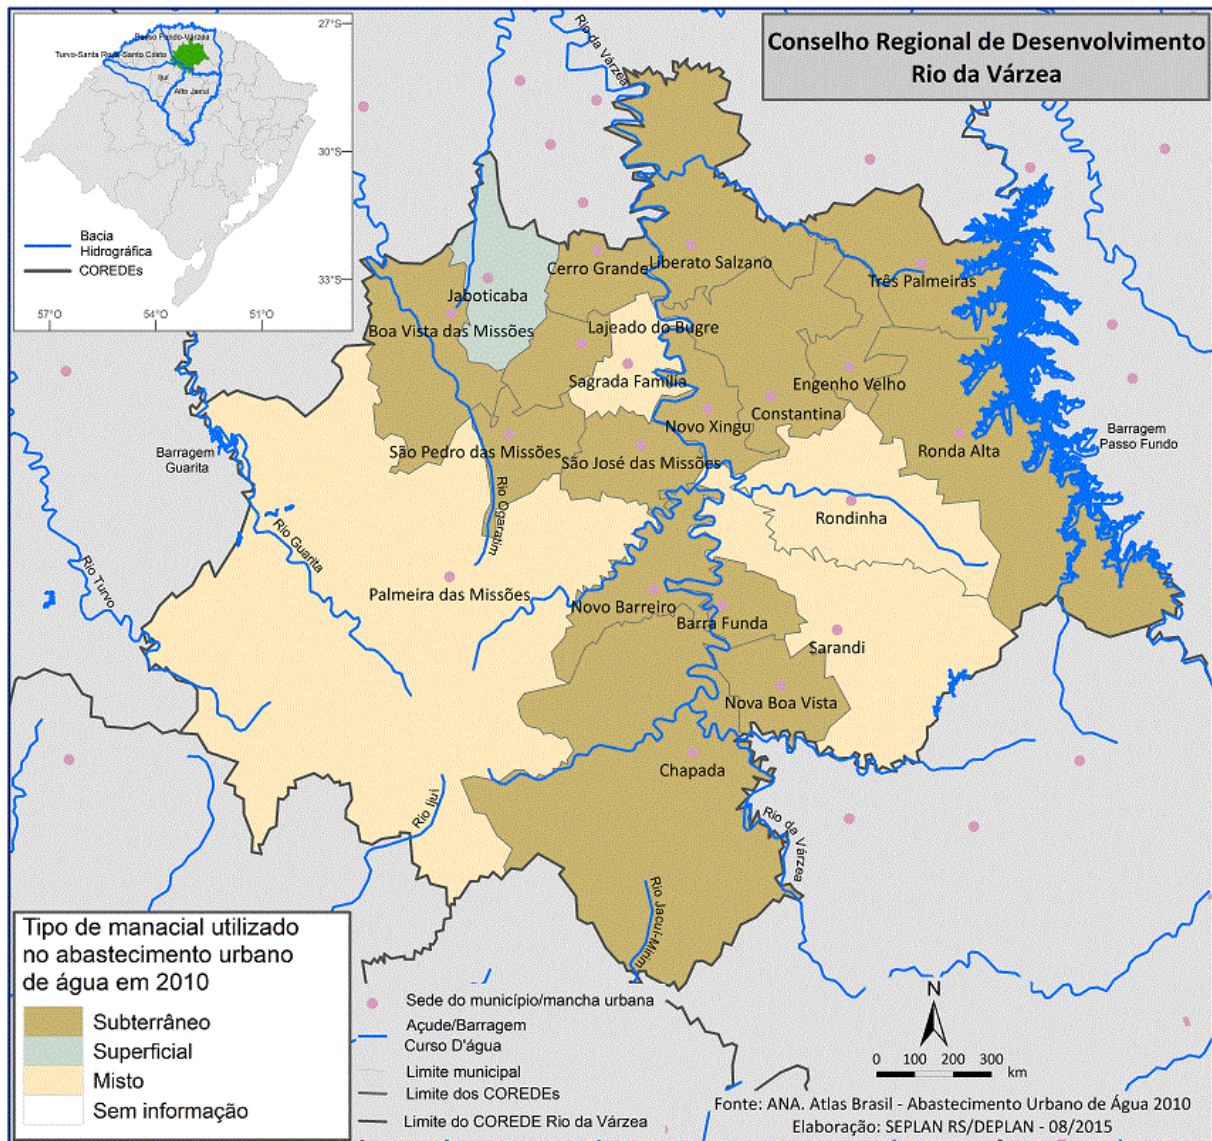 Conselho Regional de Desenvolvimento
Rio da Várzea
27°S
30°S
33°S
57°W
54°W
51°W
Turvo-Santa Rosa-Santo Cristo
Ijuí
Alto Jacuí
Bacia
Hidrográfica
COREDEs
Rio da Várzea
Cerro Grande
Liberato Salzano
Três Palmeiras
Jaboticaba
Boa Vista das Missões
Lajeado do Bugre
Sagrada Família
Engenho Velho
Constantina
Novo Xingu
Ronda Alta
Barragem
Passo Fundo
São Pedro das Missões
São José das Missões
Barragem
Guarita
Rio Guarita
Rio Ogaratim
Rondinha
Rio Turvo
Palmeira das Missões
Novo Barreiro
Barra Funda
Sarandi
Nova Boa Vista
Chapada
Rio Ijuí
Rio da Várzea
Rio Jacuí-Mirim
Tipo de manacial utilizado
no abastecimento urbano
de água em 2010
Subterrâneo
Superficial
Misto
Sem informação
Sede do município/mancha urbana
Açude/Barragem
Curso D'água
Limite municipal
Limite dos COREDEs
Limite do COREDE Rio da Várzea
N
0 100 200 300
km
Fonte: ANA. Atlas Brasil - Abastecimento Urbano de Água 2010
Elaboração: SEPLAN RS/DEPLAN - 08/2015